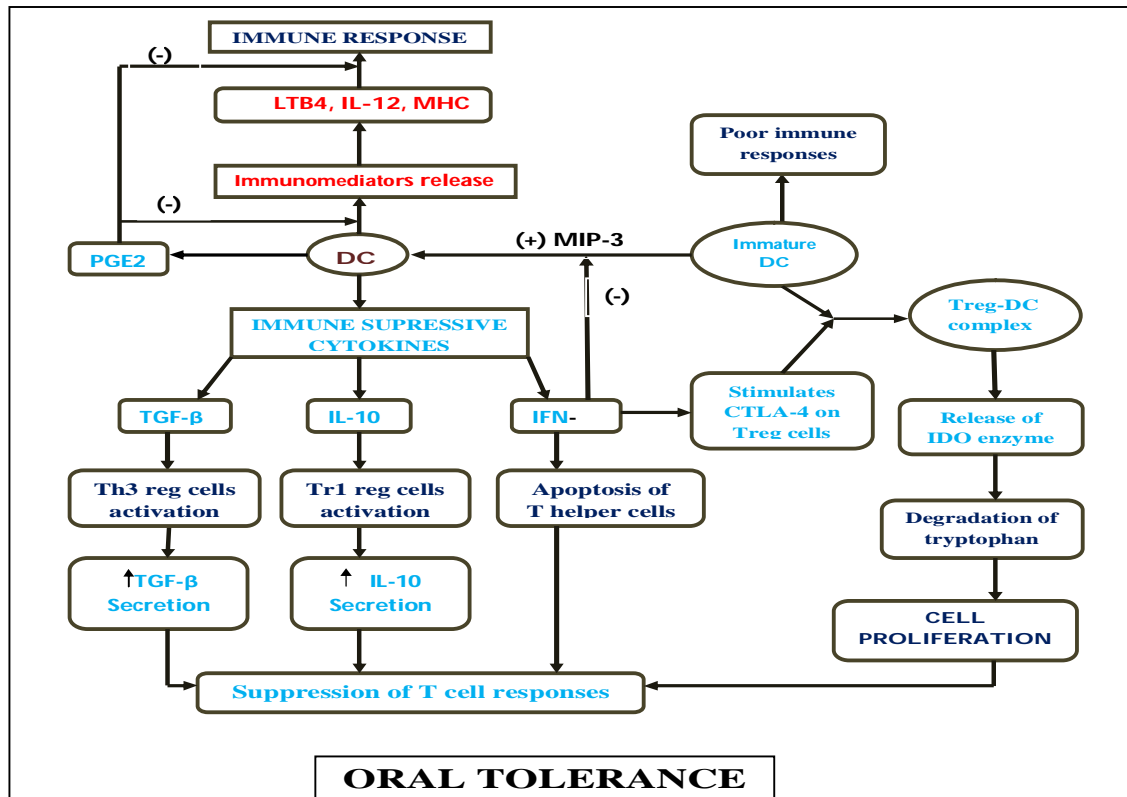 IMMUNE RESPONSE
(-)
LTB4, IL-12, MHC
Poor immune
responses
Immunomediators release
(-)
(+) MIP-3
PGE2
DC
Immature
DC
(-)
Treg-DC
complex
IMMUNE SUPRESSIVE
CYTOKINES
Stimulates
CTLA-4 on
Treg cells
TGF-β
IL-10
IFN-
Release of
IDO enzyme
Th3 reg cells
activation
Tr1 reg cells
activation
Apoptosis of
T helper cells
Degradation of
tryptophan
↑TGF-β
Secretion
↑ IL-10
Secretion
CELL
PROLIFERATION
Suppression of T cell responses
ORAL TOLERANCE